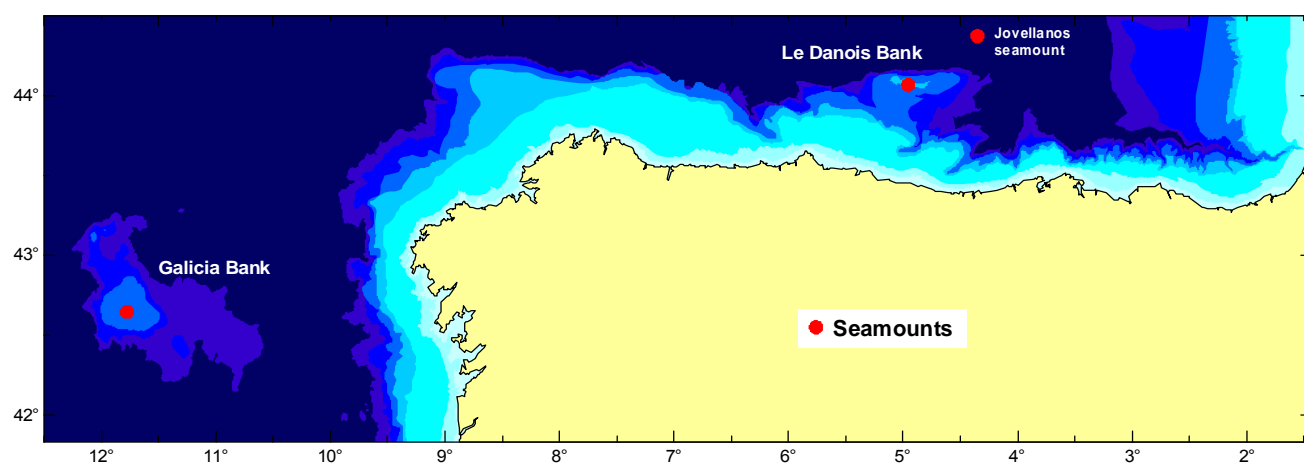 Jovellanos
seamount
Le Danois Bank
44°
43°
Galicia Bank
Seamounts
42°
12° 11° 10° 9° 8° 7° 6° 5° 4° 3° 2°